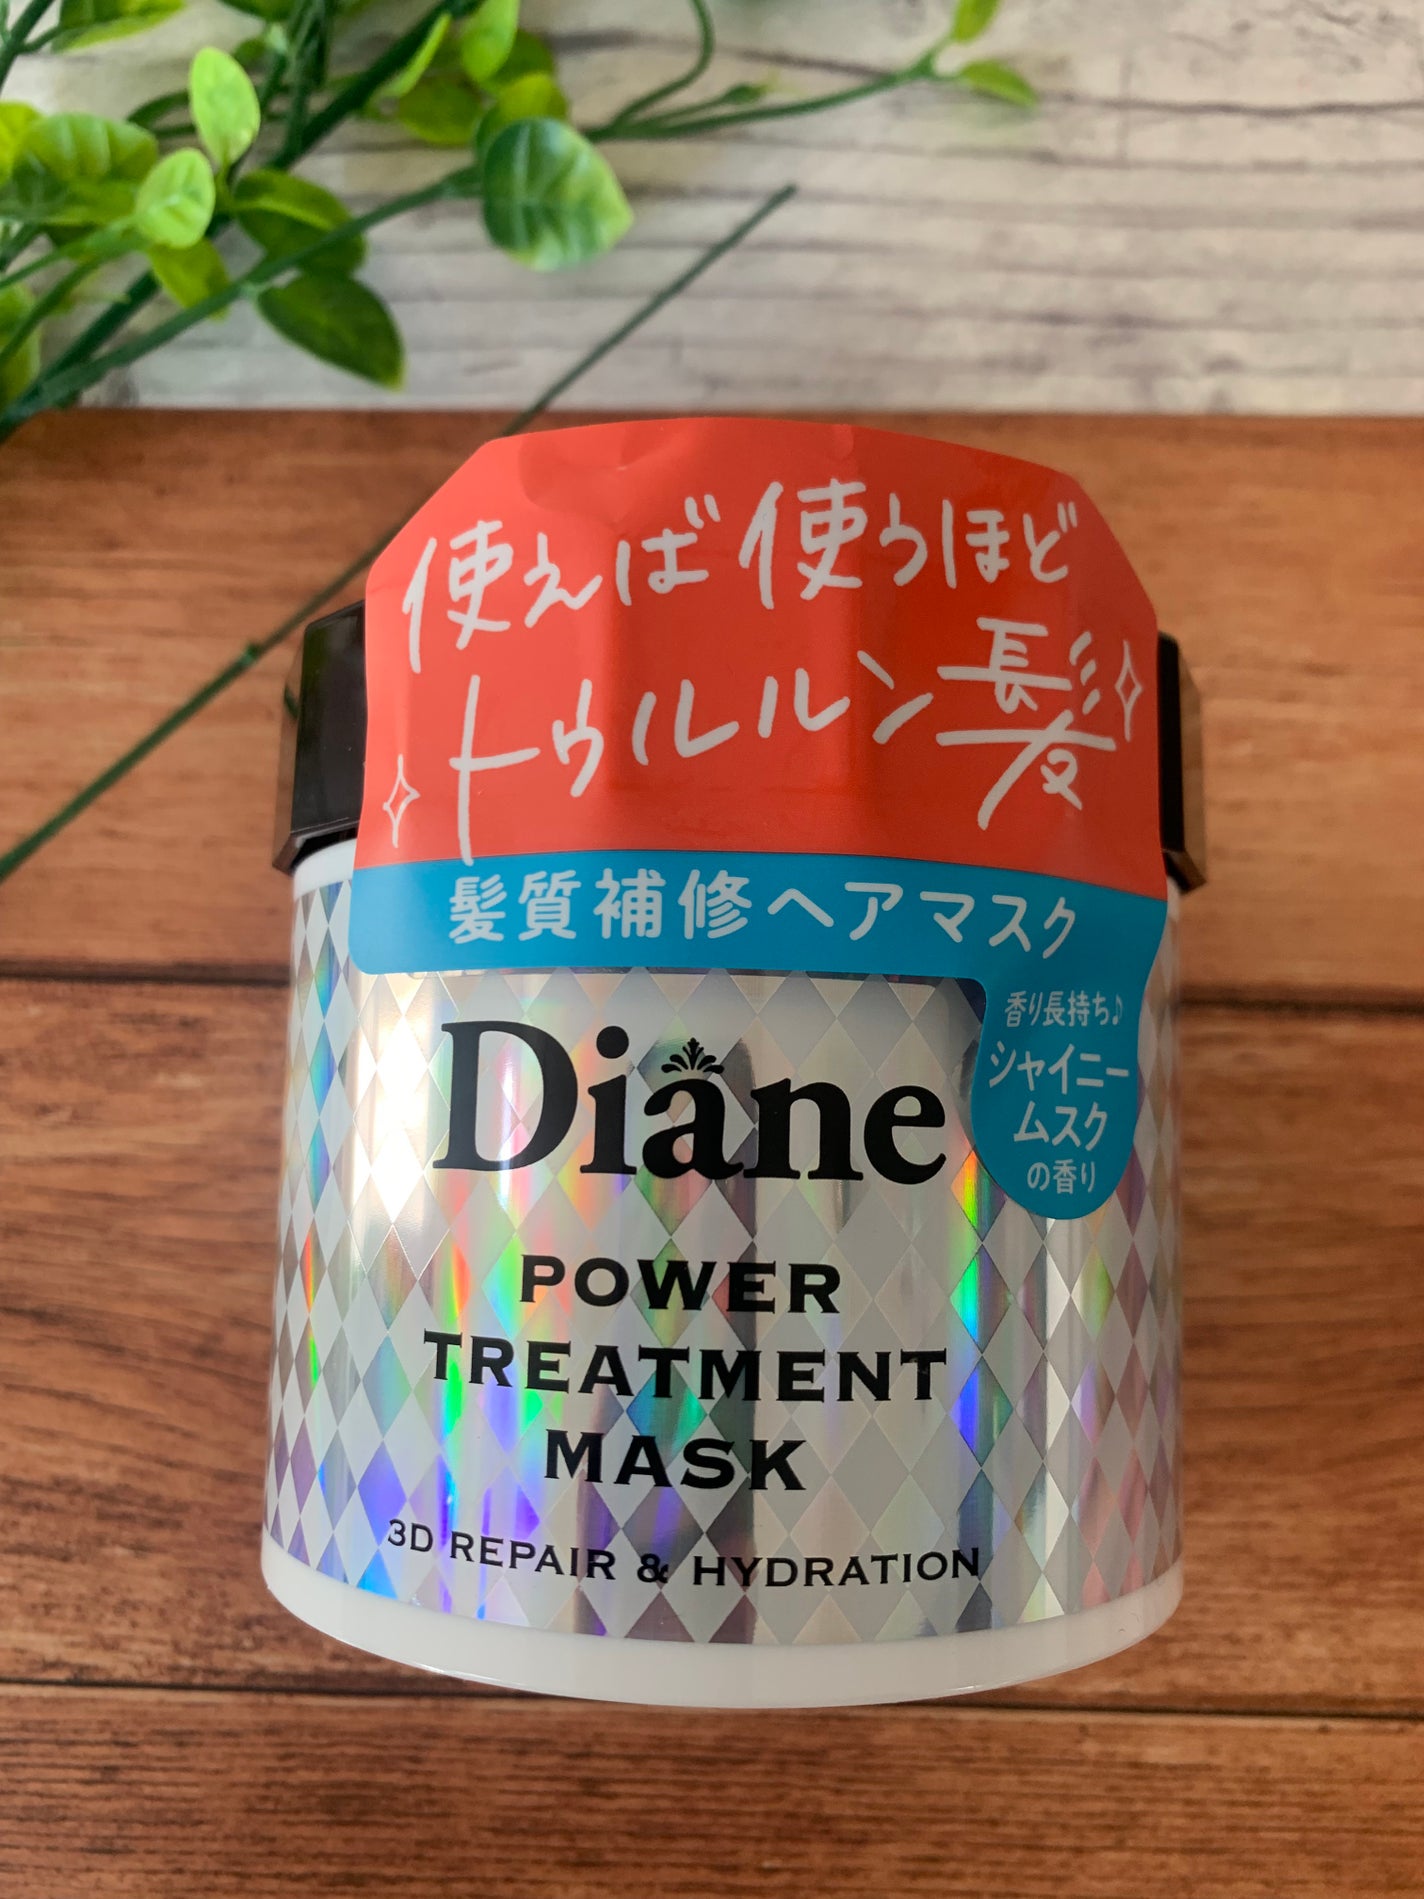 使えば使うほど
トゥルルン髪
髪質補修ヘアマスク
香り長持ち♪
シャイニー
ムスク
の香り
Diane
POWER
TREATMENT
MASK
3D REPAIR & HYDRATION